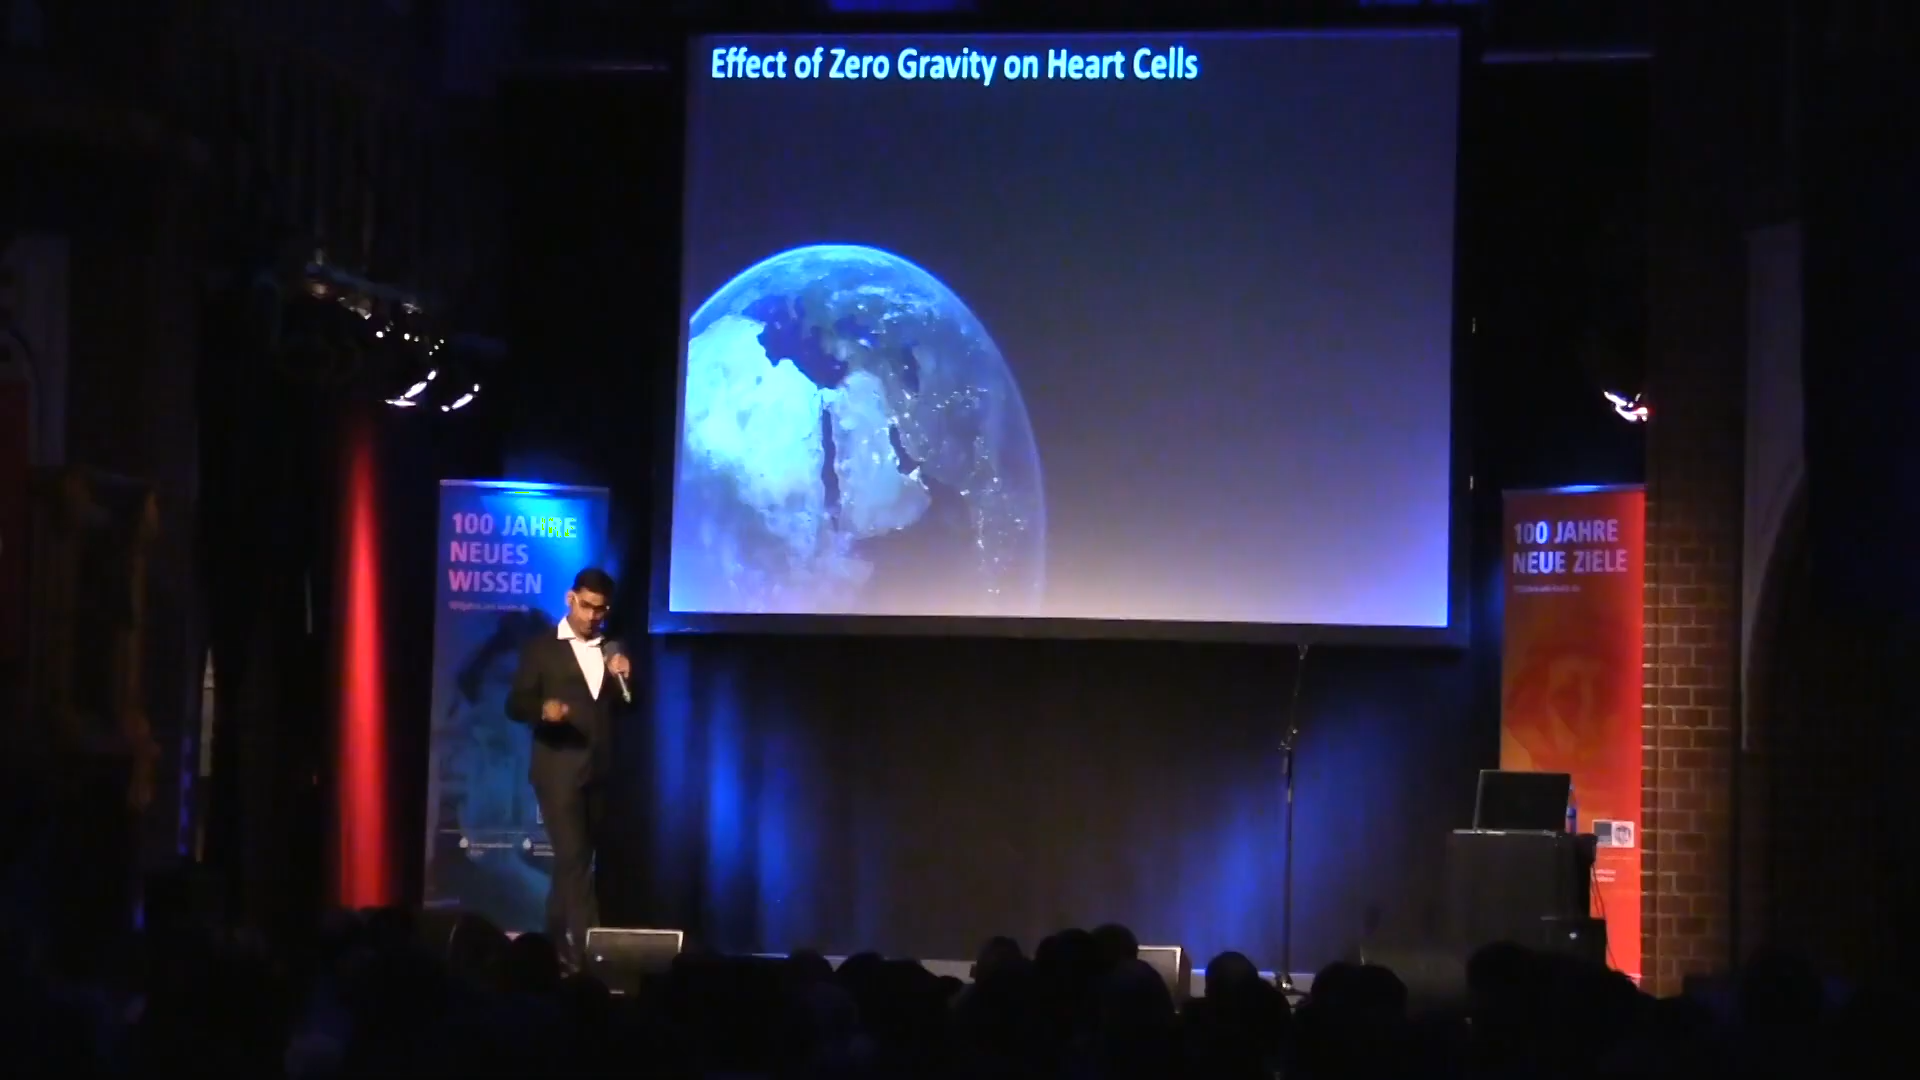 Effect of Zero Gravity on Heart Cells
100 JAHRE
NEUES
WISSEN
100 JAHRE
NEUE ZIELE